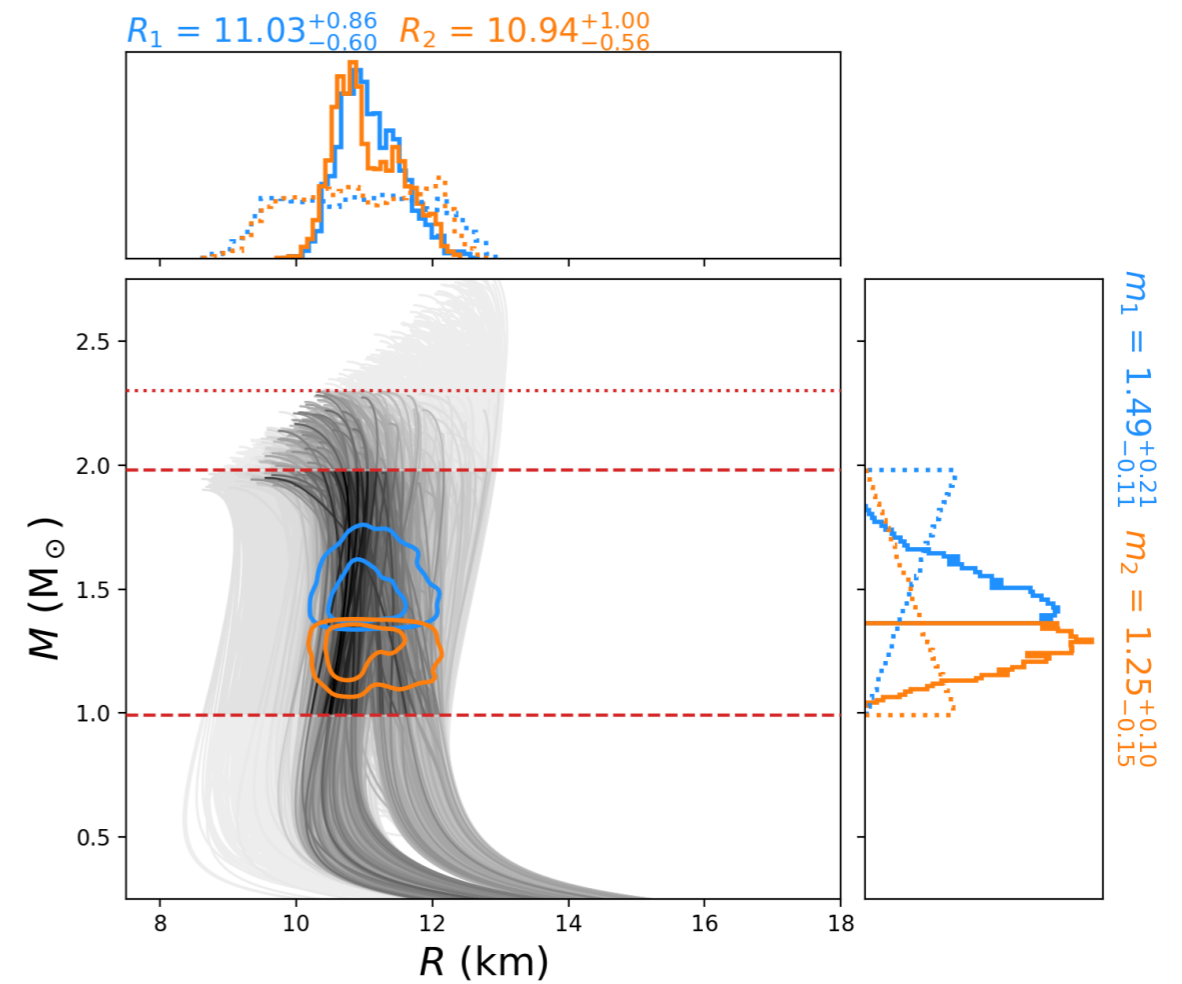 R₁ = 11.03⁺⁰·⁸⁶₋₀.₆₀ R₂ = 10.94⁺¹·⁰⁰₋₀.₅₆
2.5
2.0
1.5
1.0
0.5
M (M⊙)
8 10 12 14 16 18
R (km)
m₁ = 1.49⁺⁰·²¹₋₀.₁₁ m₂ = 1.25⁺⁰·¹⁰₋₀.₁₅